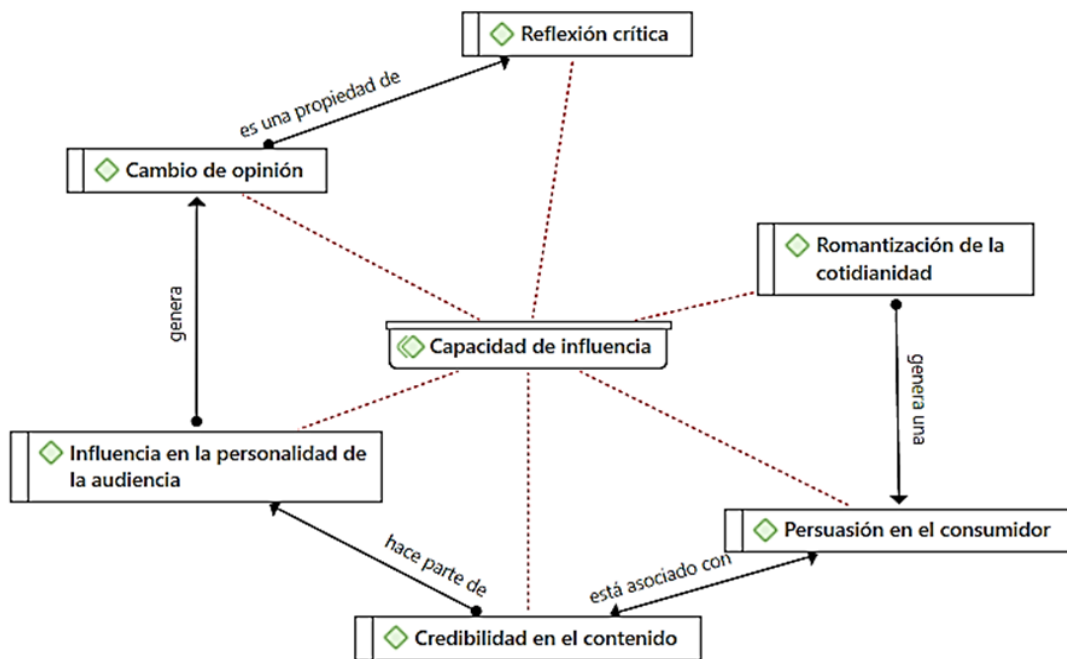 Reflexión crítica
es una propiedad de
Cambio de opinión
Romantización de la
cotidianidad
genera
Capacidad de influencia
genera una
Influencia en la personalidad de
la audiencia
Persuasión en el consumidor
hace parte de
está asociado con
Credibilidad en el contenido